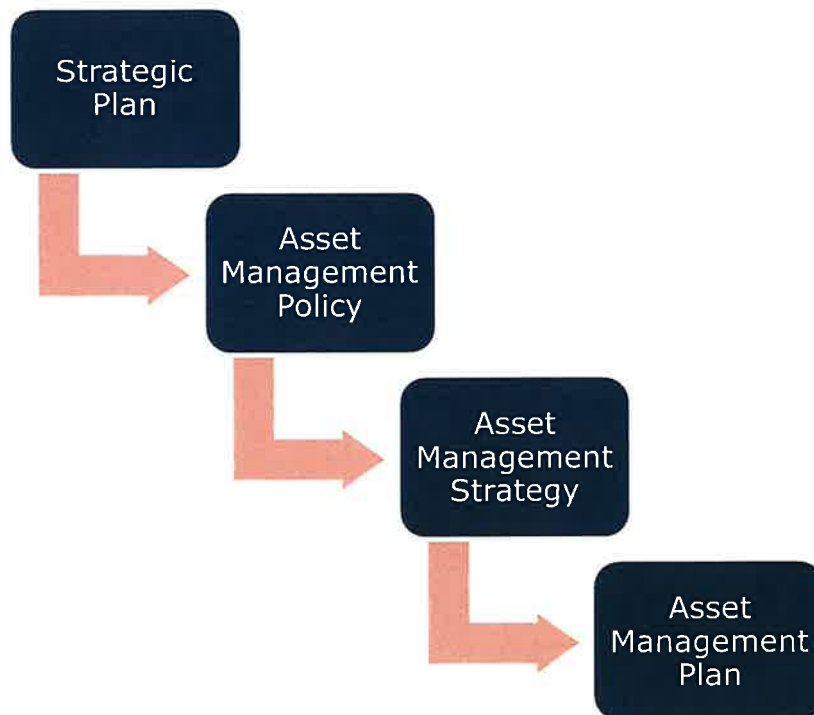 Strategic
Plan
Asset
Management
Policy
Asset
Management
Strategy
Asset
Management
Plan